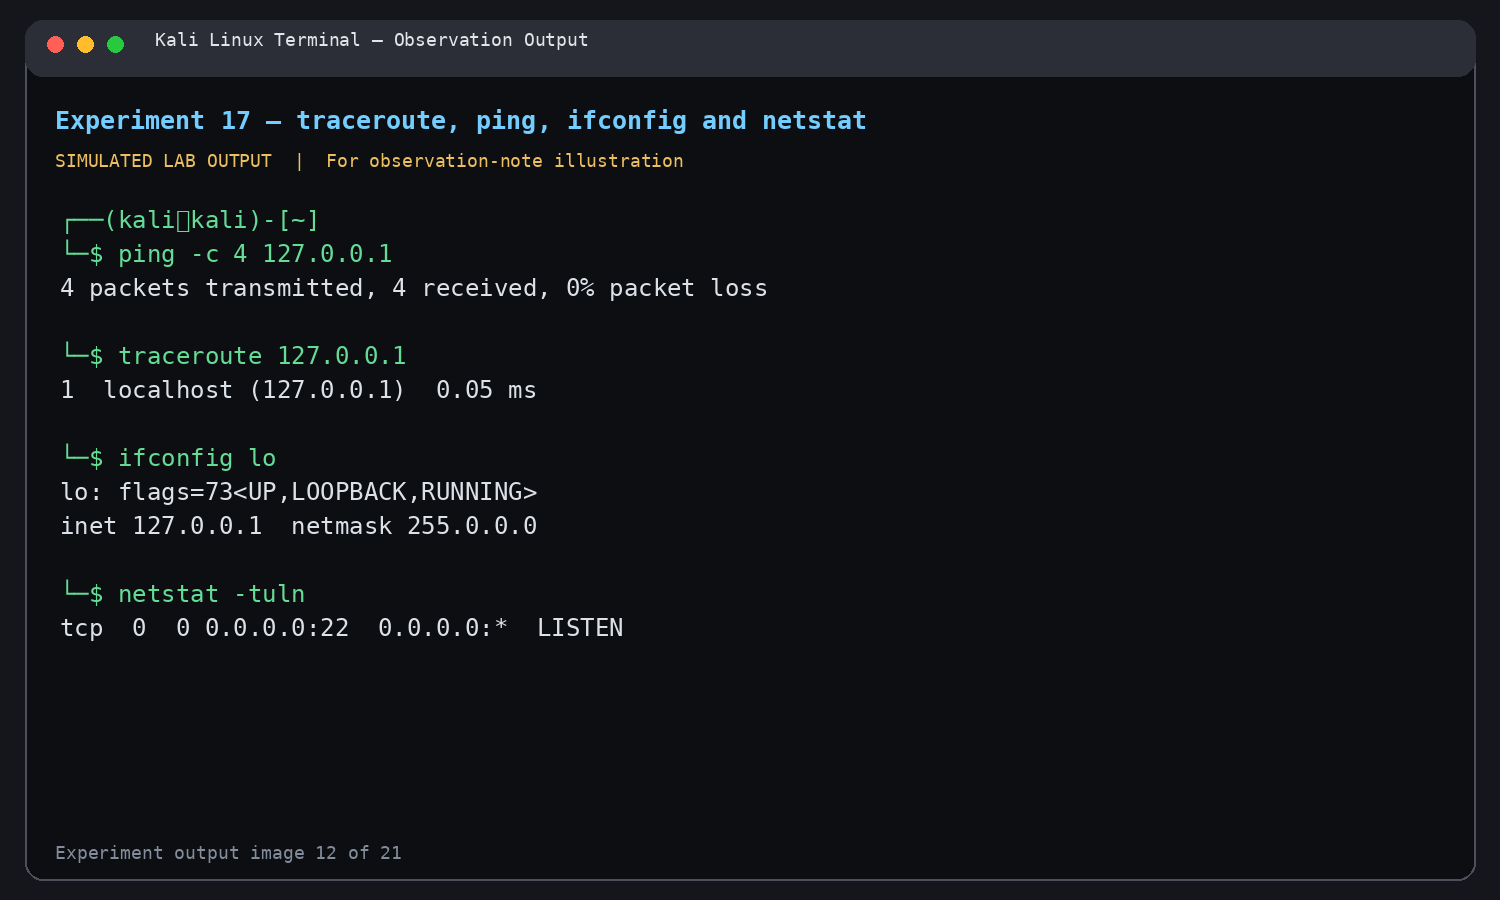 Kali Linux Terminal — Observation Output
Experiment 17 — traceroute, ping, ifconfig and netstat
SIMULATED LAB OUTPUT | For observation-note illustration
┌──(kali▯kali)-[~]
└─$ ping -c 4 127.0.0.1
4 packets transmitted, 4 received, 0% packet loss
└─$ traceroute 127.0.0.1
1  localhost (127.0.0.1)  0.05 ms
└─$ ifconfig lo
lo: flags=73<UP,LOOPBACK,RUNNING>
inet 127.0.0.1  netmask 255.0.0.0
└─$ netstat -tuln
tcp  0  0 0.0.0.0:22  0.0.0.0:*  LISTEN
Experiment output image 12 of 21